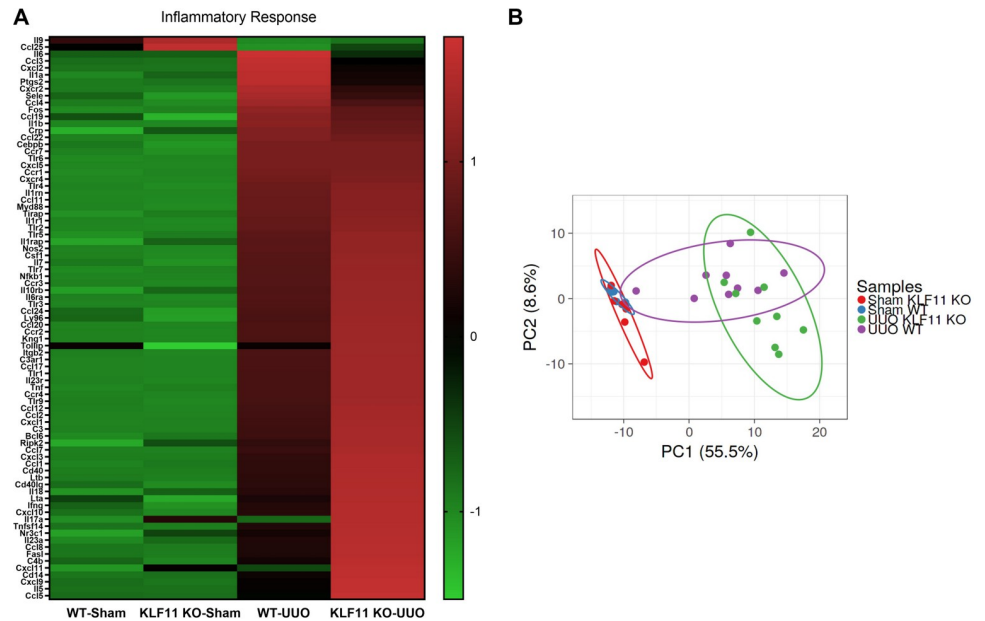 A
Inflammatory Response
Il9
Ccl25
Il6
Ccl3
Cxcl2
Il1a
Ptgs2
Cxcr2
Sele
Ccl4
Fos
Ccl19
Il1b
Crp
Ccl22
Cebpb
Ccr7
Tlr6
Cxcl5
Ccr1
Cxcr4
Tlr4
Il1rn
Ccl11
Myd88
Tirap
Il1r1
Tlr2
Tlr5
Il1rap
Nos2
Csf1
Il7
Tlr7
Nfkb1
Ccr3
Il10rb
Il6ra
Tlr3
Ccl24
Ly96
Ccl20
Ccr2
Kng1
Tollip
Itgb2
C3ar1
Ccl17
Tlr1
Il23r
Tnf
Ccr4
Tlr9
Ccl12
Ccl2
Cxcl1
C3
Bcl6
Ripk2
Ccl7
Cxcl3
Ccl1
Cd40
Ltb
Cd40lg
Il18
Lta
Ifng
Cxcl10
Il17a
Tnfsf14
Nr3c1
Il23a
Ccl8
Fasl
C4b
Cxcl11
Cd14
Cxcl9
Il5
Ccl5
WT-Sham KLF11 KO-Sham WT-UUO KLF11 KO-UUO
1
0
-1
B
PC2 (8.6%)
10
0
-10
-10 0 10 20
PC1 (55.5%)
Samples
Sham KLF11 KO
Sham WT
UUO KLF11 KO
UUO WT